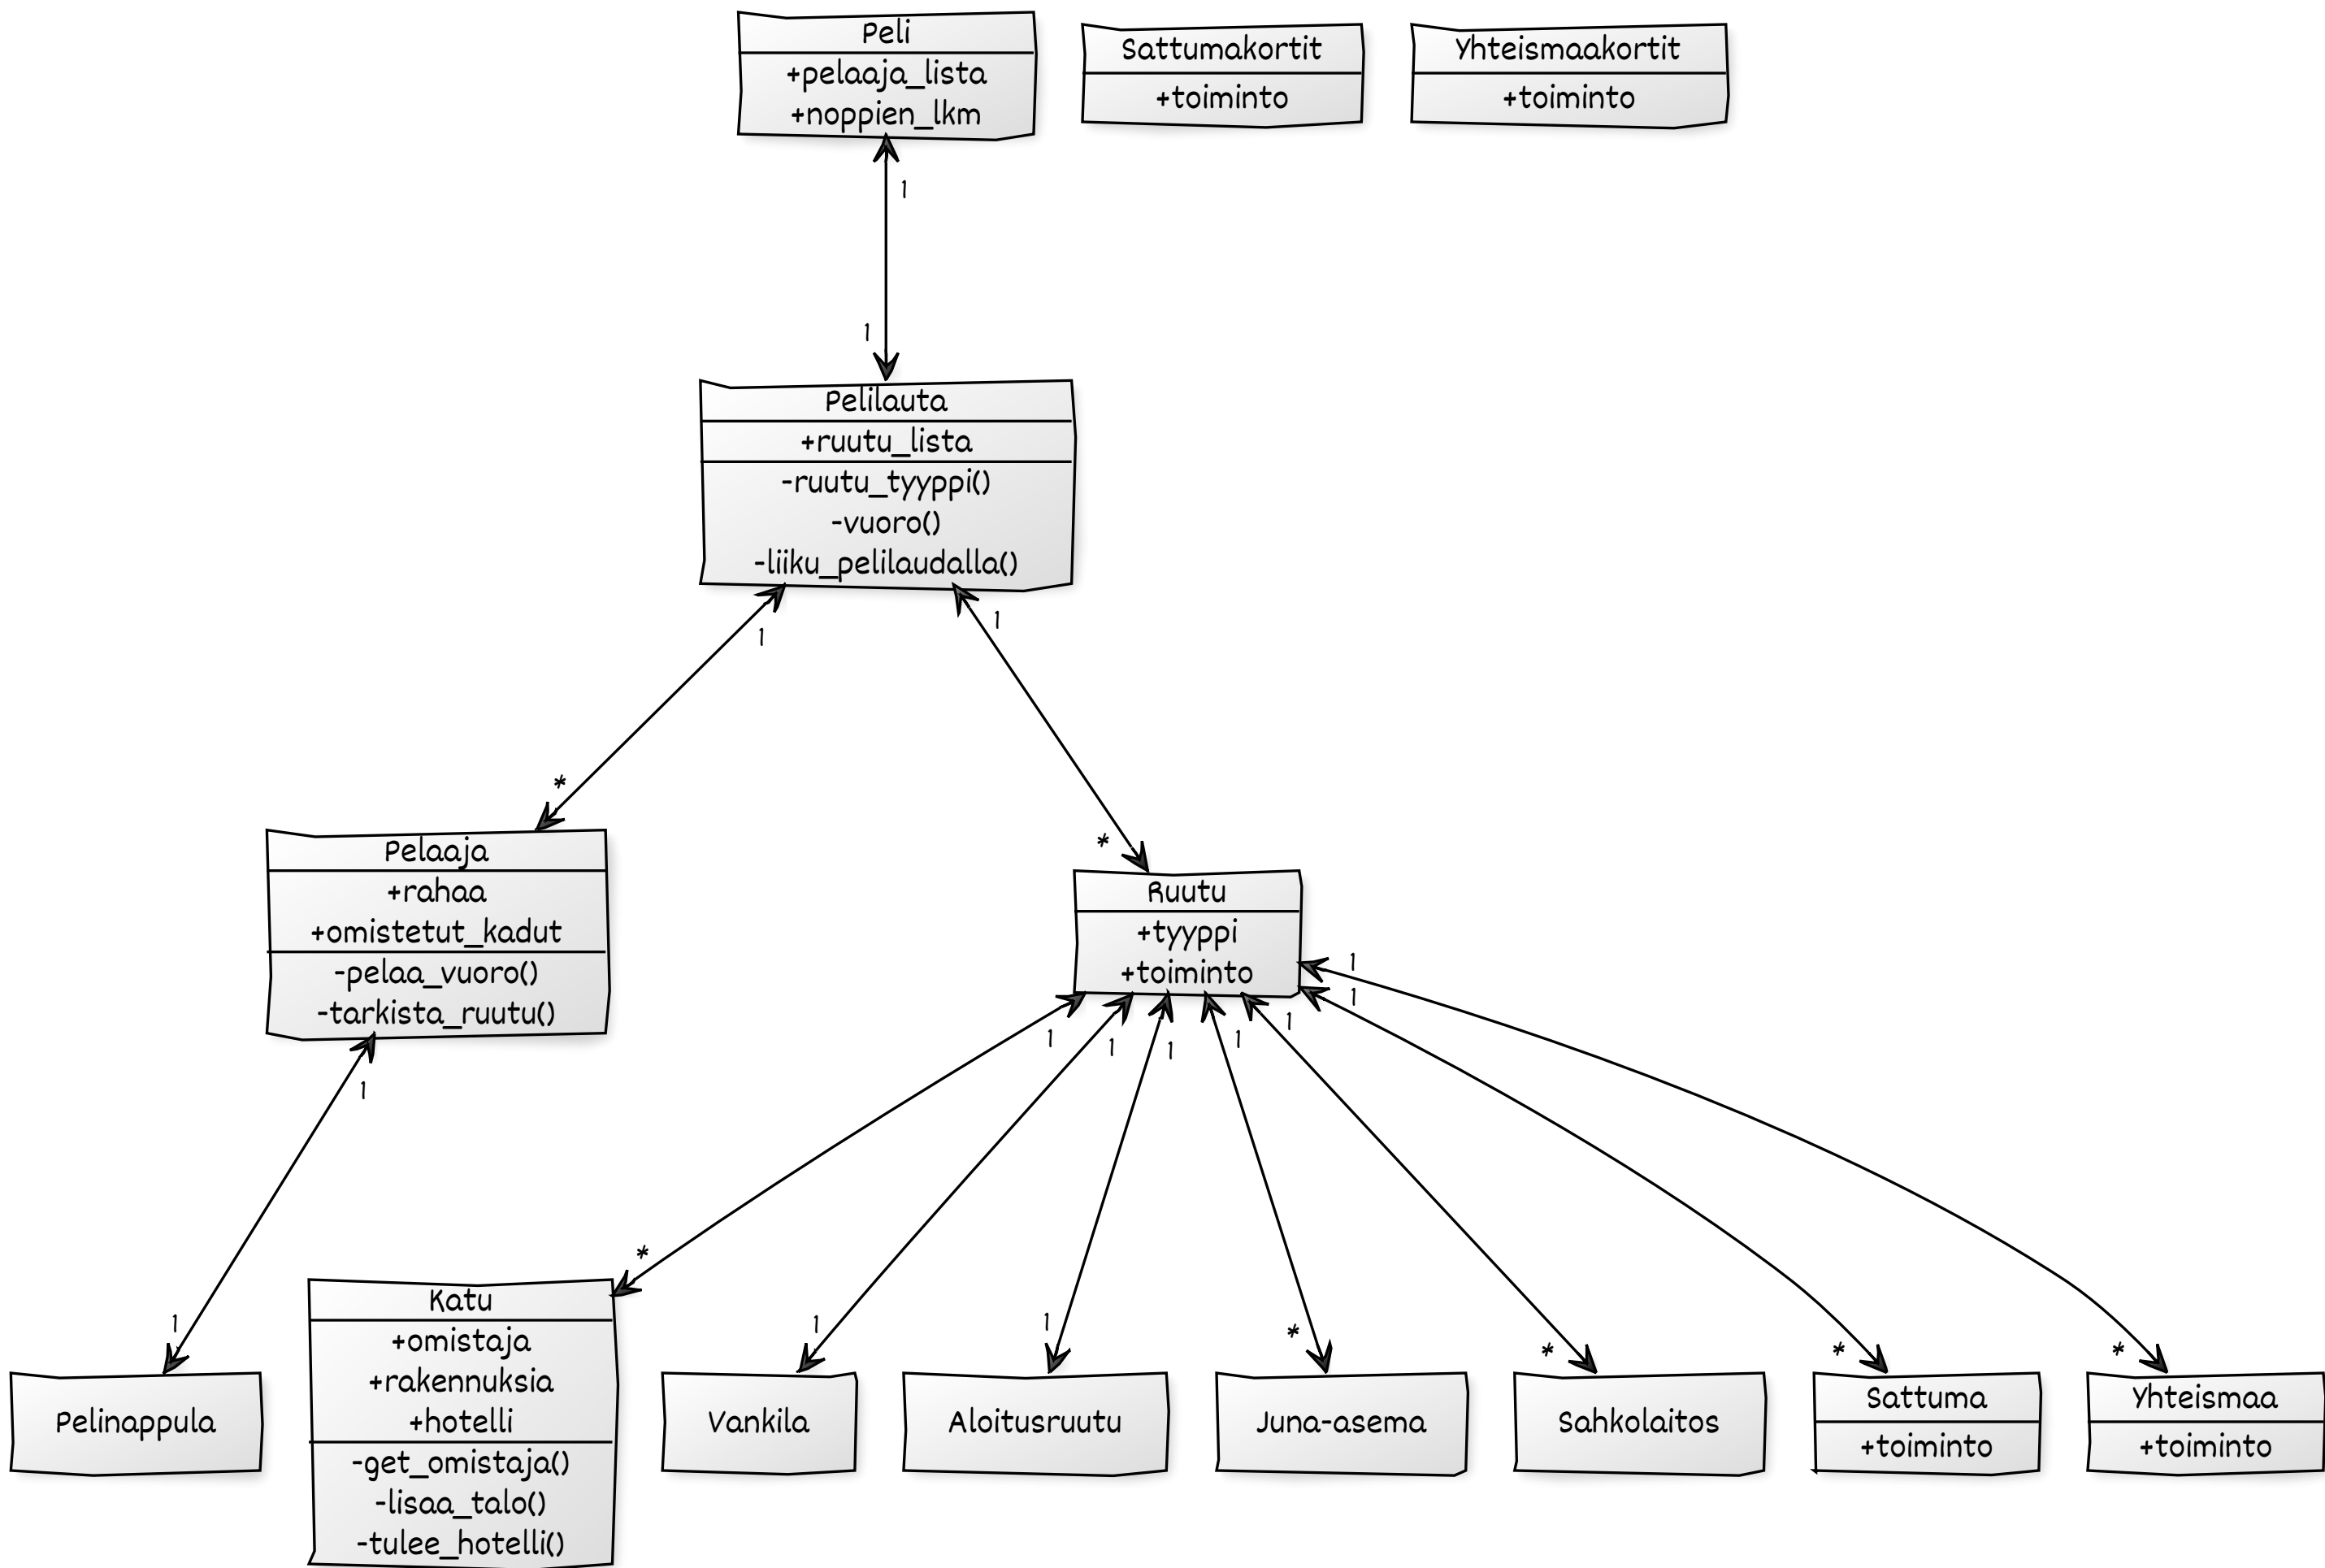 Peli
+pelaaja_lista
+noppien_lkm
Sattumakortit
+toiminto
Yhteismaakortit
+toiminto
1
1
Pelilauta
+ruutu_lista
-ruutu_tyyppi()
-vuoro()
-liiku_pelilaudalla()
1
1
*
*
Pelaaja
+rahaa
+omistetut_kadut
-pelaa_vuoro()
-tarkista_ruutu()
Ruutu
+tyyppi
+toiminto
1
1
1
1
1
1
1
1
1
*
1
1
*
*
*
*
Pelinappula
Katu
+omistaja
+rakennuksia
+hotelli
-get_omistaja()
-lisaa_talo()
-tulee_hotelli()
Vankila
Aloitusruutu
Juna-asema
Sahkolaitos
Sattuma
+toiminto
Yhteismaa
+toiminto